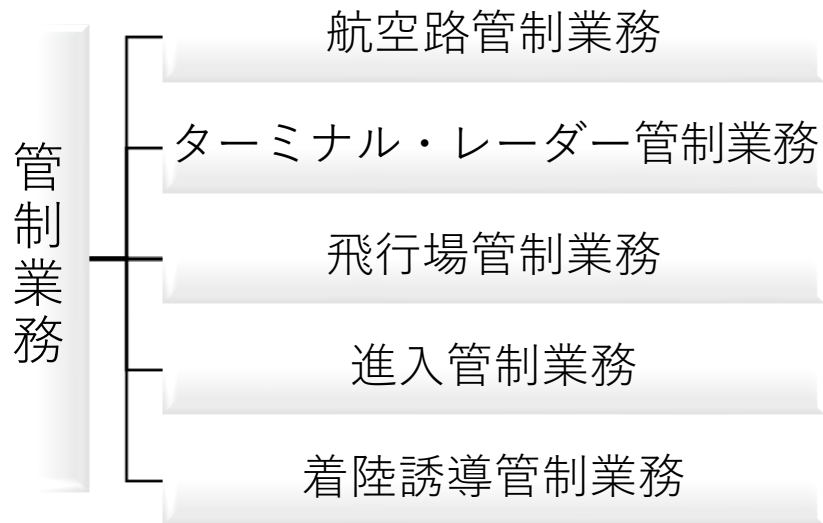 管制業務
航空路管制業務
ターミナル・レーダー管制業務
飛行場管制業務
進入管制業務
着陸誘導管制業務